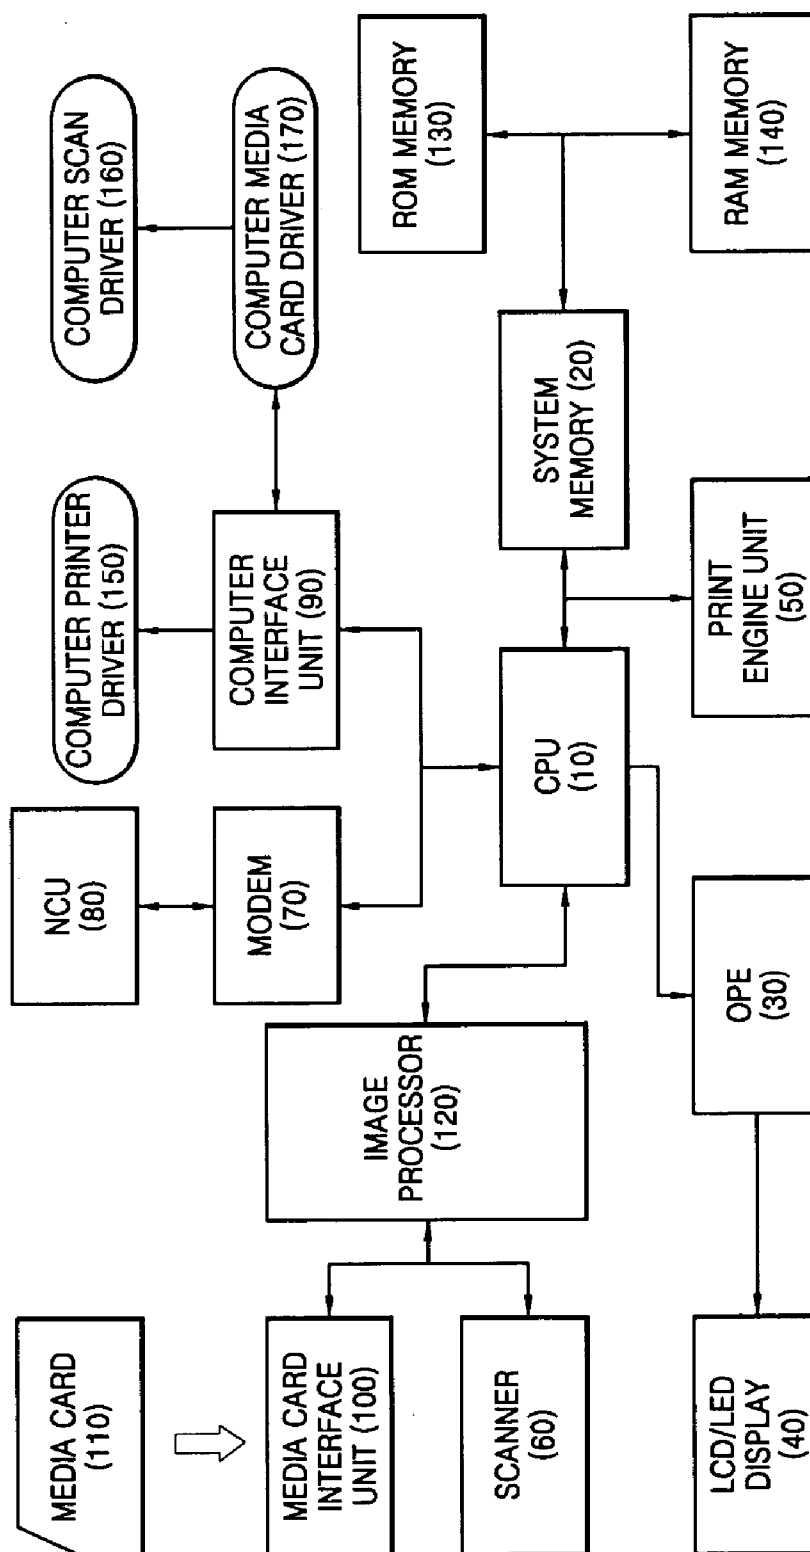 MEDIA CARD
(110)
NCU
(80)
COMPUTER PRINTER
DRIVER (150)
COMPUTER SCAN
DRIVER (160)
MEDIA CARD
INTERFACE
UNIT (100)
IMAGE
PROCESSOR
(120)
MODEM
(70)
COMPUTER
INTERFACE
UNIT (90)
COMPUTER MEDIA
CARD DRIVER (170)
SCANNER
(60)
CPU
(10)
SYSTEM
MEMORY (20)
ROM MEMORY
(130)
LCD/LED
DISPLAY
(40)
OPE
(30)
PRINT
ENGINE UNIT
(50)
RAM MEMORY
(140)